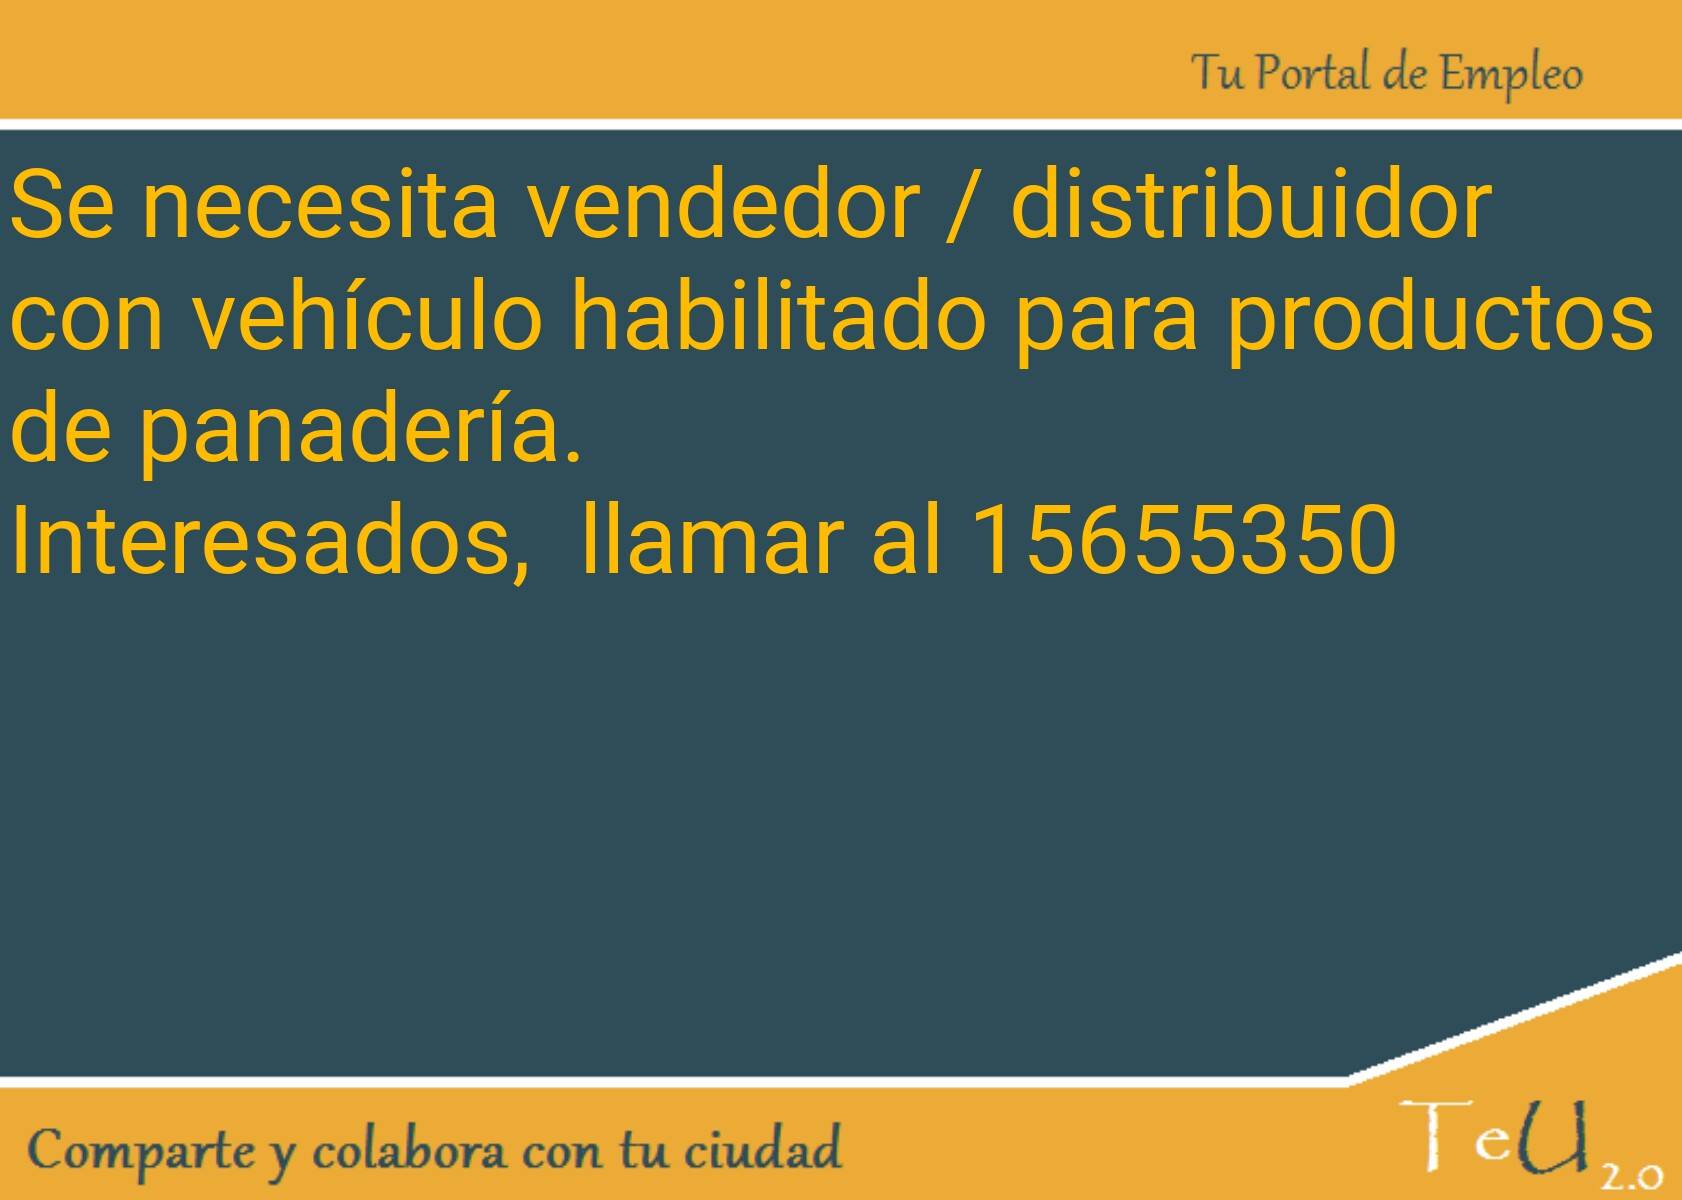 Tu Portal de Empleo
Se necesita vendedor / distribuidor
con vehículo habilitado para productos
de panadería.
Interesados,  llamar al 15655350
Comparte y colabora con tu ciudad
TeU 2.0